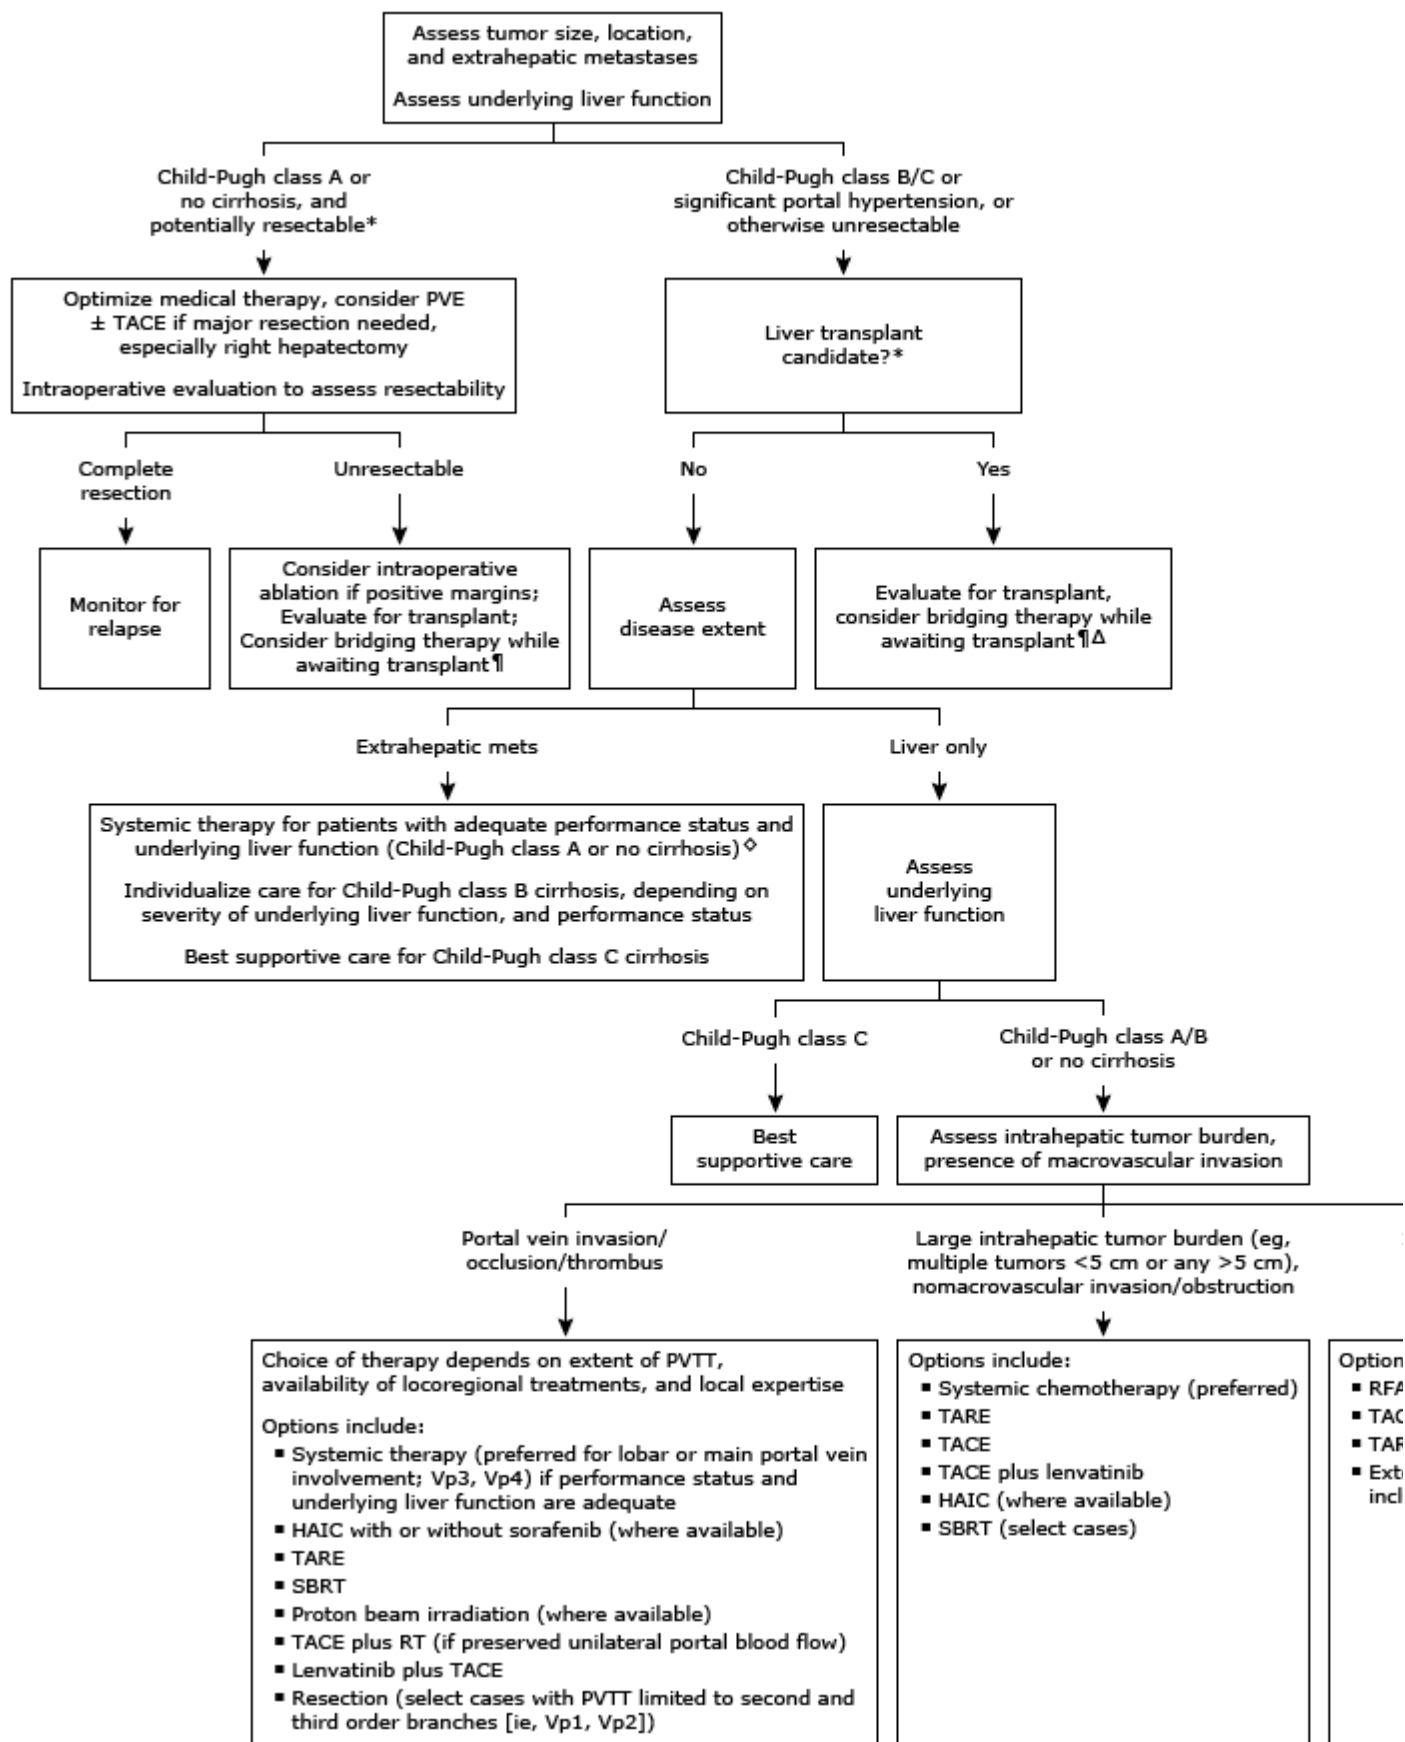 Assess tumor size, location,
and extrahepatic metastases
Assess underlying liver function
Child-Pugh class A or
no cirrhosis, and
potentially resectable*
Child-Pugh class B/C or
significant portal hypertension, or
otherwise unresectable
Optimize medical therapy, consider PVE
± TACE if major resection needed,
especially right hepatectomy
Intraoperative evaluation to assess resectability
Liver transplant
candidate?*
Complete
resection
Unresectable
No
Yes
Monitor for
relapse
Consider intraoperative
ablation if positive margins;
Evaluate for transplant;
Consider bridging therapy while
awaiting transplant¶
Assess
disease extent
Evaluate for transplant,
consider bridging therapy while
awaiting transplant¶Δ
Extrahepatic mets
Liver only
Systemic therapy for patients with adequate performance status and
underlying liver function (Child-Pugh class A or no cirrhosis)◇
Individualize care for Child-Pugh class B cirrhosis, depending on
severity of underlying liver function, and performance status
Best supportive care for Child-Pugh class C cirrhosis
Assess
underlying
liver function
Child-Pugh class C
Child-Pugh class A/B
or no cirrhosis
Best
supportive care
Assess intrahepatic tumor burden,
presence of macrovascular invasion
Portal vein invasion/
occlusion/thrombus
Large intrahepatic tumor burden (eg,
multiple tumors <5 cm or any >5 cm),
nomacrovascular invasion/obstruction
Choice of therapy depends on extent of PVTT,
availability of locoregional treatments, and local expertise
Options include:
▪ Systemic therapy (preferred for lobar or main portal vein
involvement; Vp3, Vp4) if performance status and
underlying liver function are adequate
▪ HAIC with or without sorafenib (where available)
▪ TARE
▪ SBRT
▪ Proton beam irradiation (where available)
▪ TACE plus RT (if preserved unilateral portal blood flow)
▪ Lenvatinib plus TACE
▪ Resection (select cases with PVTT limited to second and
third order branches [ie, Vp1, Vp2])
Options include:
▪ Systemic chemotherapy (preferred)
▪ TARE
▪ TACE
▪ TACE plus lenvatinib
▪ HAIC (where available)
▪ SBRT (select cases)
Option
▪ RFA
▪ TAC
▪ TAR
▪ Exte
incl